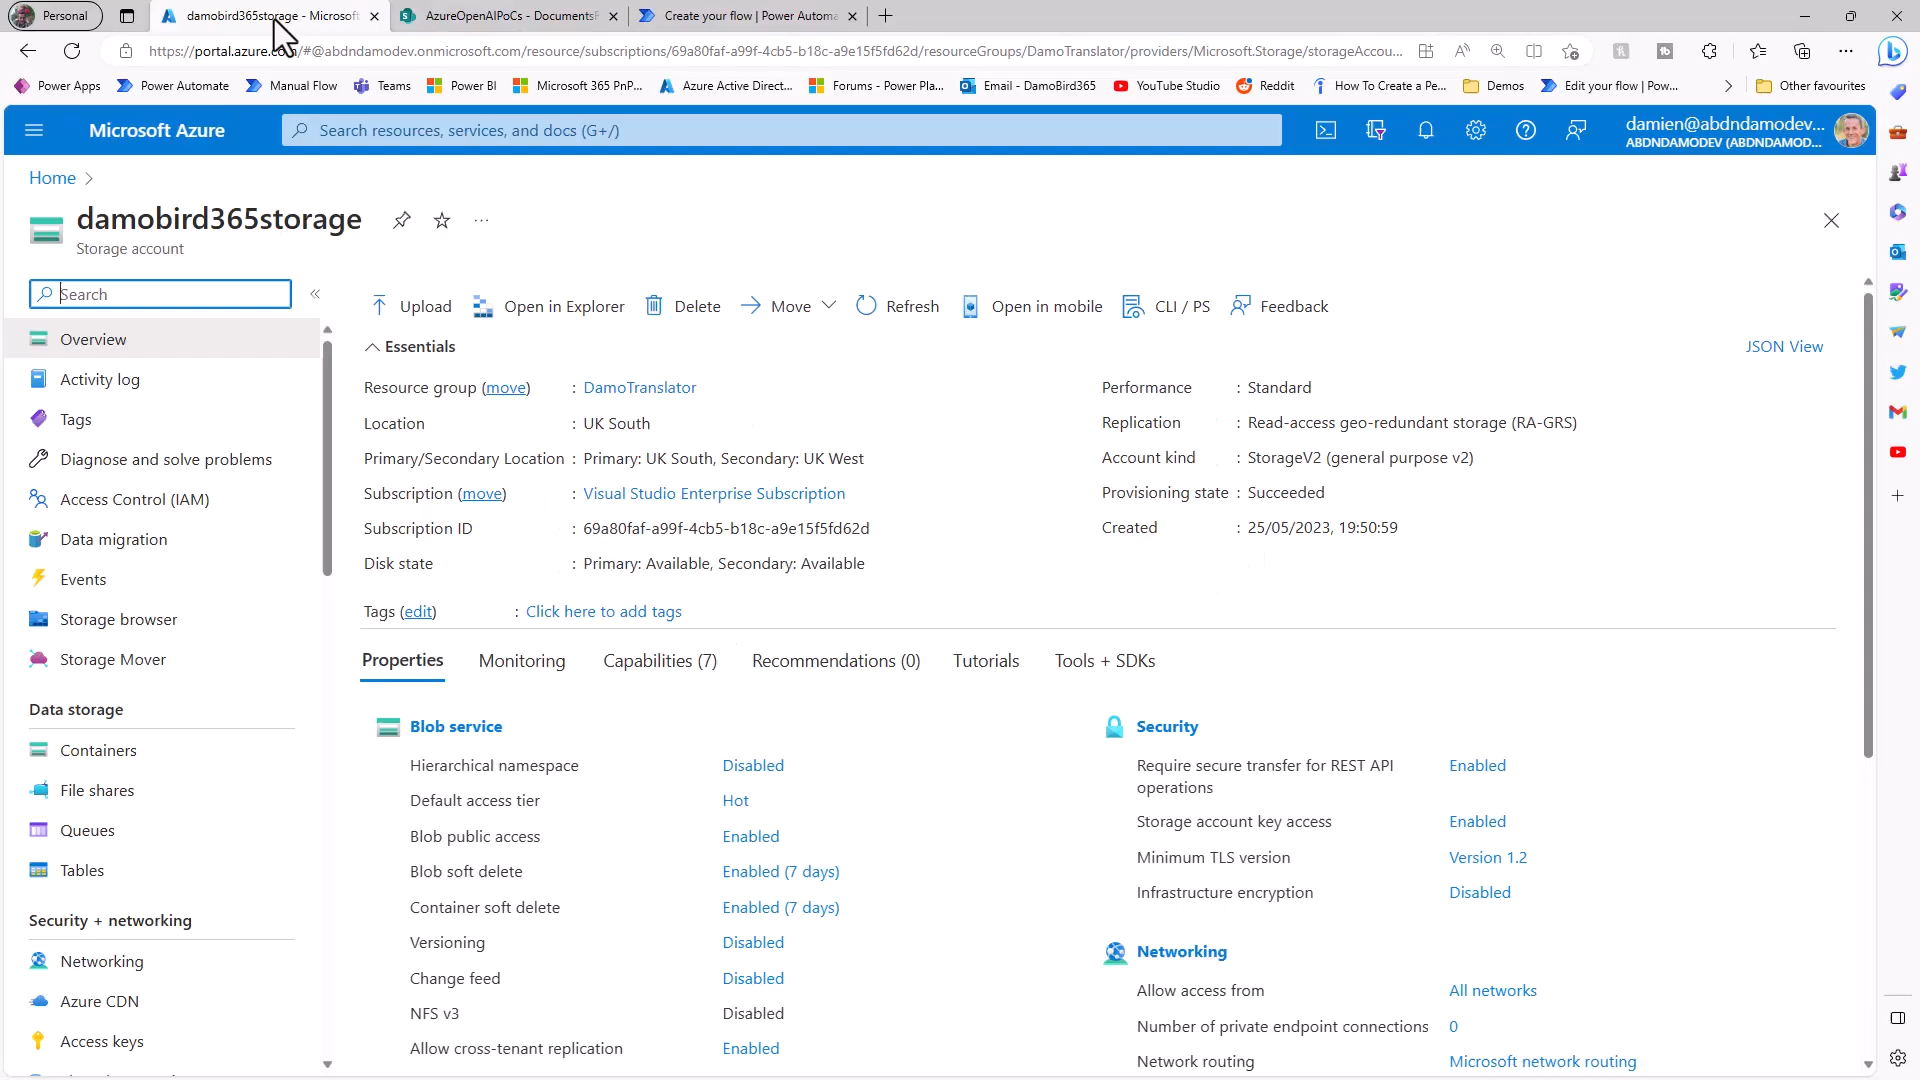 Personal
damobird365storage - Microsoft
AzureOpenAIPoCs - DocumentsF
Create your flow | Power Automa
https://portal.azure.com/#@abdndamodev.onmicrosoft.com/resource/subscriptions/69a80faf-a99f-4cb5-b18c-a9e15f5fd62d/resourceGroups/DamoTranslator/providers/Microsoft.Storage/storageAccou...
Power Apps
Power Automate
Manual Flow
Teams
Power BI
Microsoft 365 PnP...
Azure Active Direct...
Forums - Power Pla...
Email - DamoBird365
YouTube Studio
Reddit
How To Create a Pe...
Demos
Edit your flow | Pow...
Other favourites
Microsoft Azure
Search resources, services, and docs (G+/)
damien@abdndamodev...
ABDNDAMODEV (ABDNDAMOD...
Home
damobird365storage
Storage account
Search
Upload
Open in Explorer
Delete
Move
Refresh
Open in mobile
CLI / PS
Feedback
Overview
Activity log
Tags
Diagnose and solve problems
Access Control (IAM)
Data migration
Events
Storage browser
Storage Mover
Data storage
Containers
File shares
Queues
Tables
Security + networking
Networking
Azure CDN
Access keys
Essentials
JSON View
Resource group (move) : DamoTranslator
Location : UK South
Primary/Secondary Location : Primary: UK South, Secondary: UK West
Subscription (move) : Visual Studio Enterprise Subscription
Subscription ID : 69a80faf-a99f-4cb5-b18c-a9e15f5fd62d
Disk state : Primary: Available, Secondary: Available
Performance : Standard
Replication : Read-access geo-redundant storage (RA-GRS)
Account kind : StorageV2 (general purpose v2)
Provisioning state : Succeeded
Created : 25/05/2023, 19:50:59
Tags (edit) : Click here to add tags
Properties
Monitoring
Capabilities (7)
Recommendations (0)
Tutorials
Tools + SDKs
Blob service
Hierarchical namespace Disabled
Default access tier Hot
Blob public access Enabled
Blob soft delete Enabled (7 days)
Container soft delete Enabled (7 days)
Versioning Disabled
Change feed Disabled
NFS v3 Disabled
Allow cross-tenant replication Enabled
Security
Require secure transfer for REST API Enabled
operations
Storage account key access Enabled
Minimum TLS version Version 1.2
Infrastructure encryption Disabled
Networking
Allow access from All networks
Number of private endpoint connections 0
Network routing Microsoft network routing